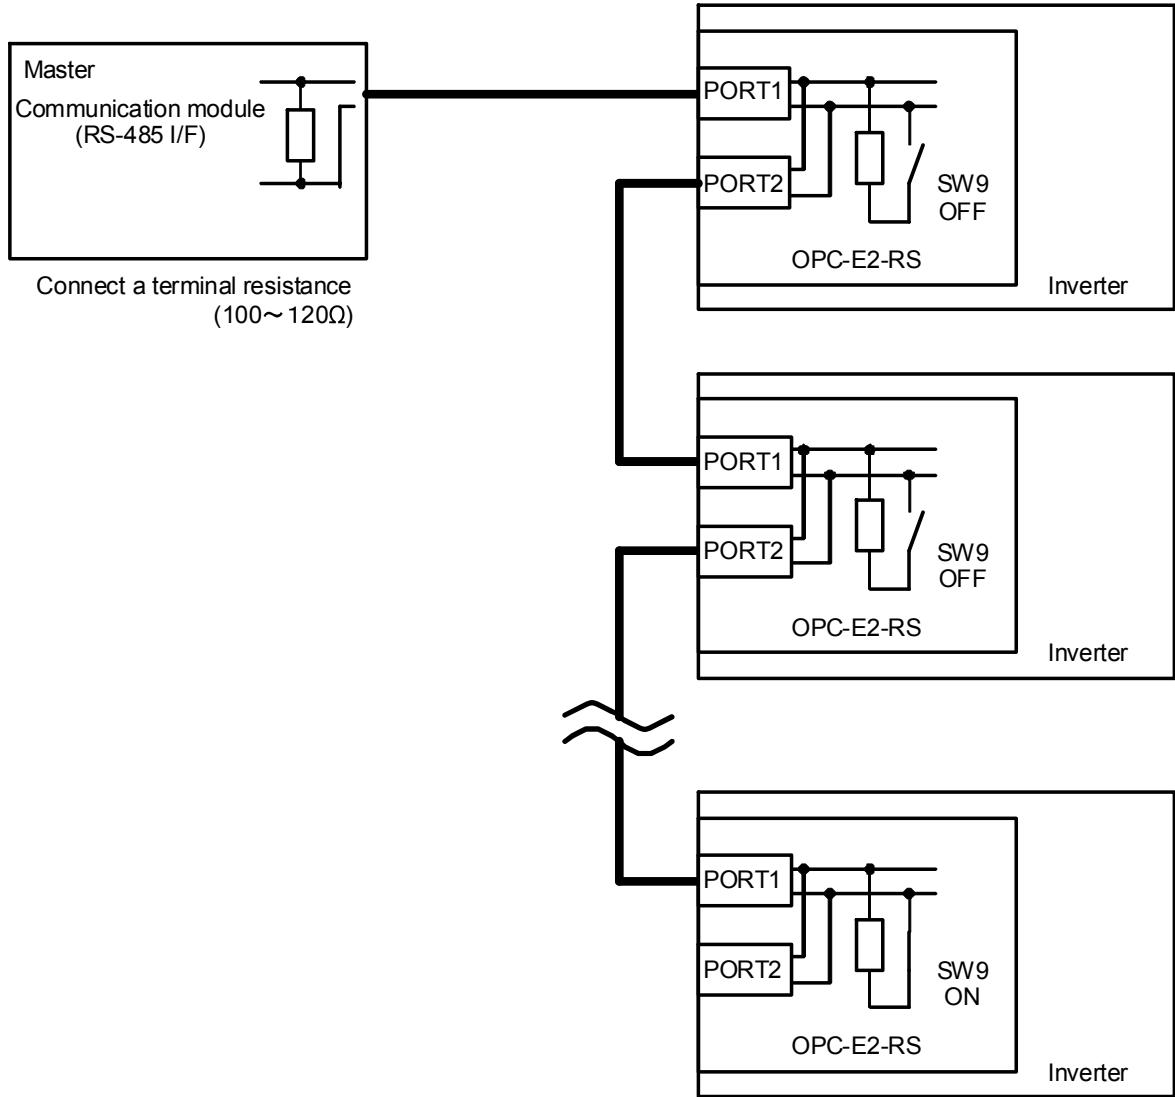 Master
Communication module
(RS-485 I/F)
Connect a terminal resistance
(100～120Ω)
PORT1
PORT2
SW9
OFF
OPC-E2-RS
Inverter
PORT1
PORT2
SW9
OFF
OPC-E2-RS
Inverter
PORT1
PORT2
SW9
ON
OPC-E2-RS
Inverter